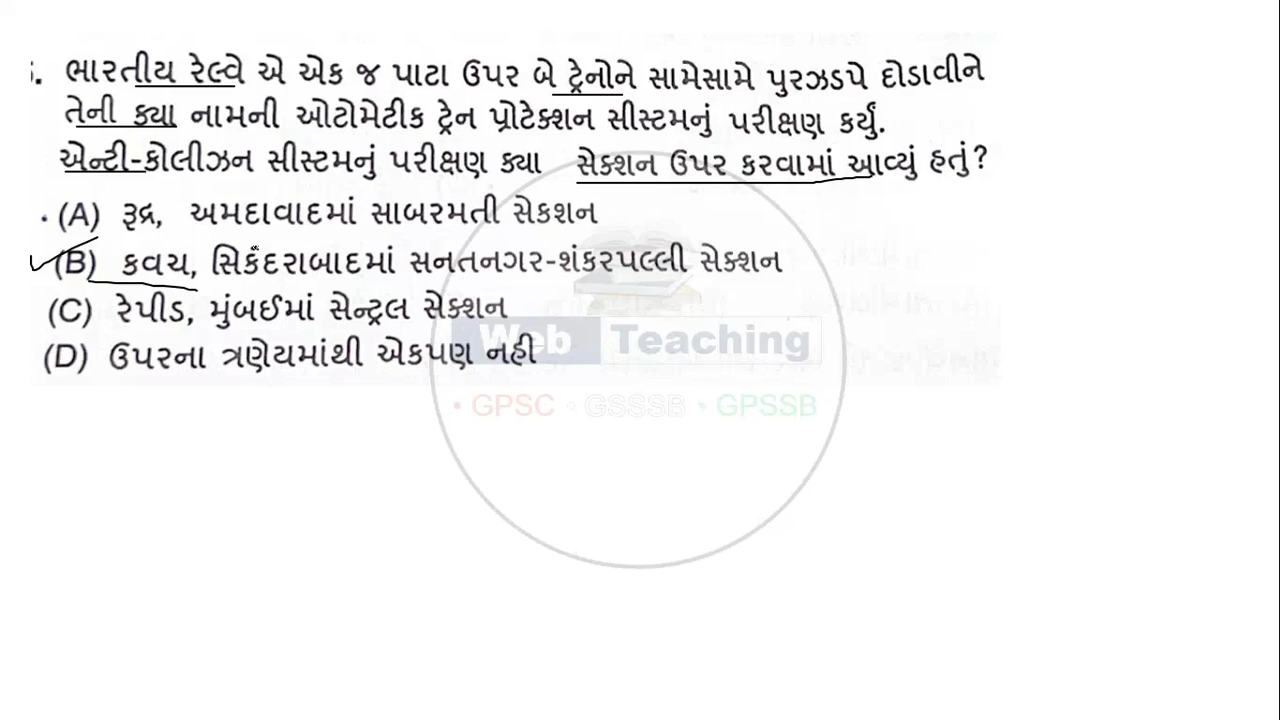 . ભારતીય રેલ્વે એ એક જ પાટા ઉપર બે ટ્રેનોને સામેસામે પુરઝડપે દોડાવીને
તેની ક્યા નામની ઓટોમેટીક ટ્રેન પ્રોટેક્શન સીસ્ટમનું પરીક્ષણ કર્યું.
એન્ટી-કોલીઝન સીસ્ટમનું પરીક્ષણ ક્યા સેક્શન ઉપર કરવામાં આવ્યું હતું?
(A) રૂદ્ર, અમદાવાદમાં સાબરમતી સેકશન
(B) કવચ, સિકંદરાબાદમાં સનતનગર-શંકરપલ્લી સેક્શન
(C) રેપીડ, મુંબઈમાં સેન્ટ્રલ સેક્શન
(D) ઉપરના ત્રણેયમાંથી એકપણ નહી
Web Teaching
• GPSC • GSSSB • GPSSB